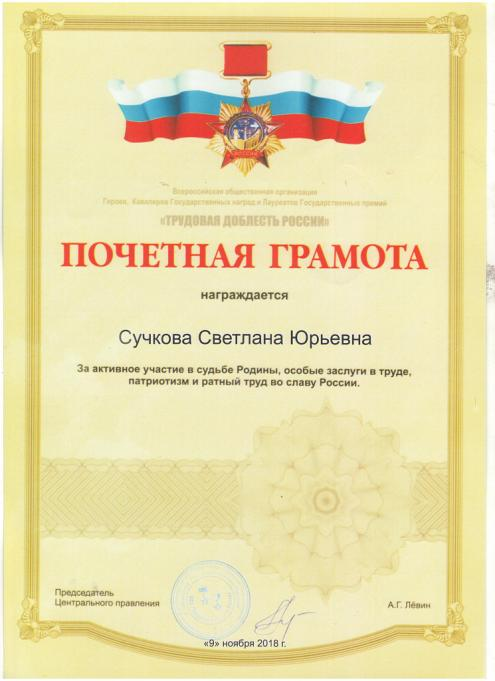 Всероссийская общественная организация
Героев, Кавалеров Государственных наград и Лауреатов Государственных премий
«ТРУДОВАЯ ДОБЛЕСТЬ РОССИИ»
ПОЧЕТНАЯ ГРАМОТА
награждается
Сучкова Светлана Юрьевна
За активное участие в судьбе Родины, особые заслуги в труде,
патриотизм и ратный труд во славу России.
Председатель
Центрального правления
А.Г. Лёвин
«9» ноября 2018 г.